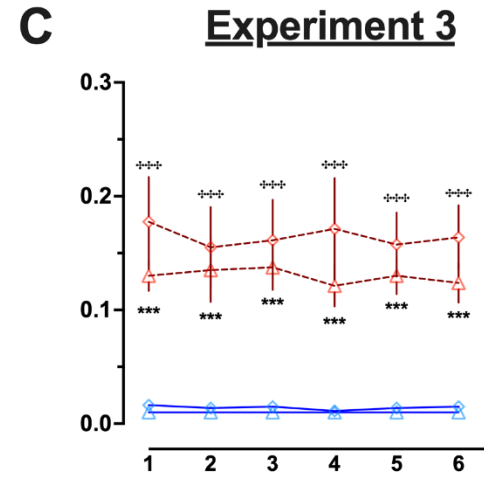 C
Experiment 3
0.3
✣✣✣ ✣✣✣ ✣✣✣ ✣✣✣ ✣✣✣ ✣✣✣
0.2
*** *** *** *** *** ***
0.1
0.0
1 2 3 4 5 6